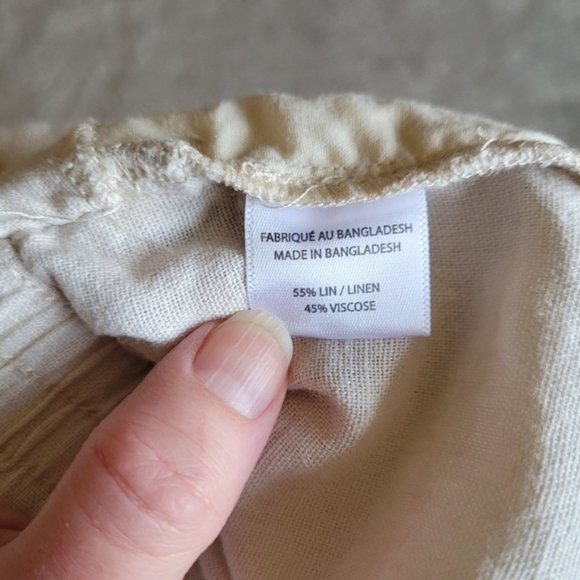 FABRIQUÉ AU BANGLADESH
MADE IN BANGLADESH
55% LIN / LINEN
45% VISCOSE